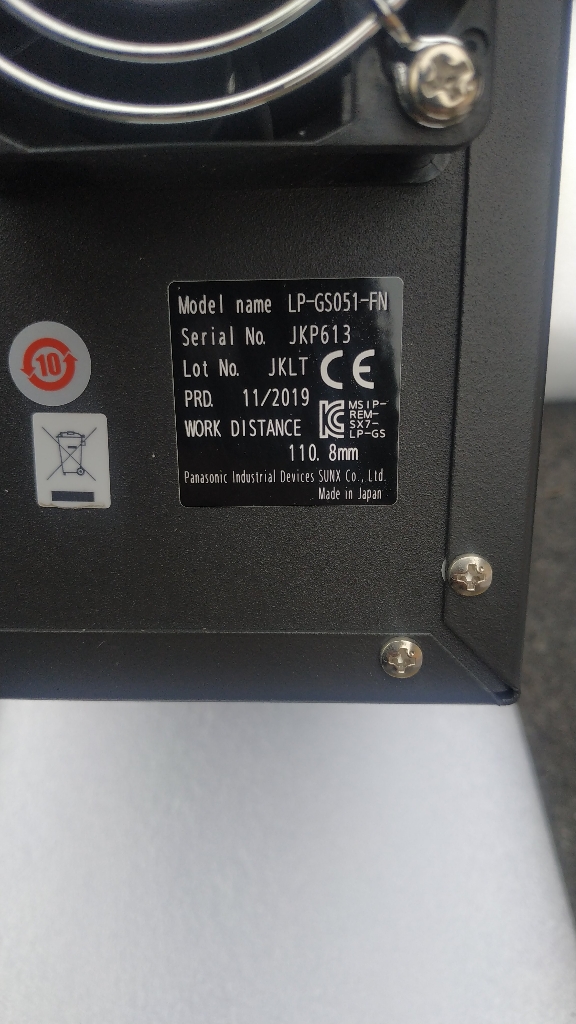 Model name LP-GS051-FN
Serial No. JKP613
Lot No. JKLT CE
PRD. 11/2019
MSIP-
REM-
SX7-
LP-GS
WORK DISTANCE
110.8mm
Panasonic Industrial Devices SUNX Co., Ltd.
Made in Japan
10